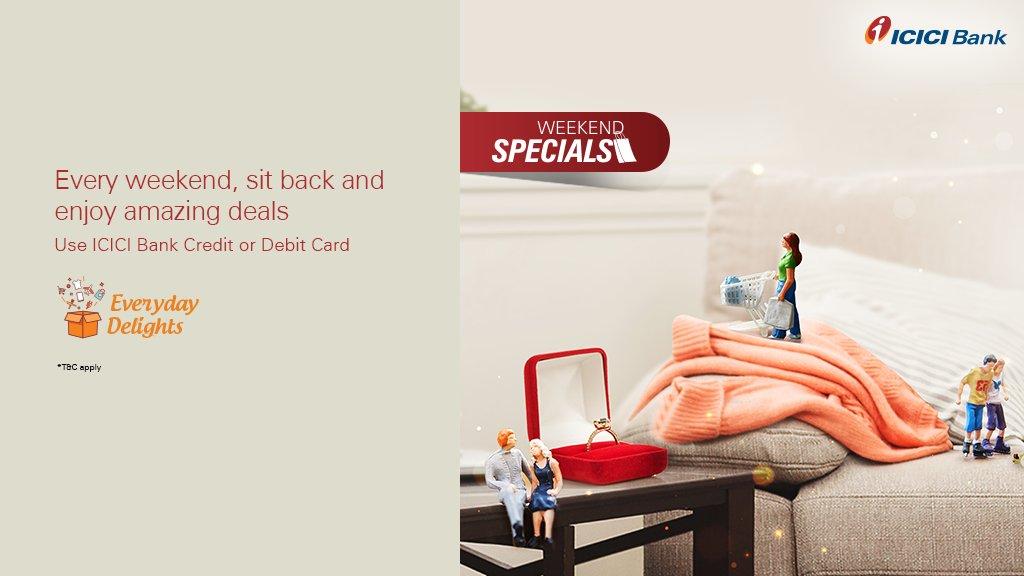 ICICI Bank
WEEKEND
SPECIALS
Every weekend, sit back and
enjoy amazing deals
Use ICICI Bank Credit or Debit Card
Everyday
Delights
*T&C apply